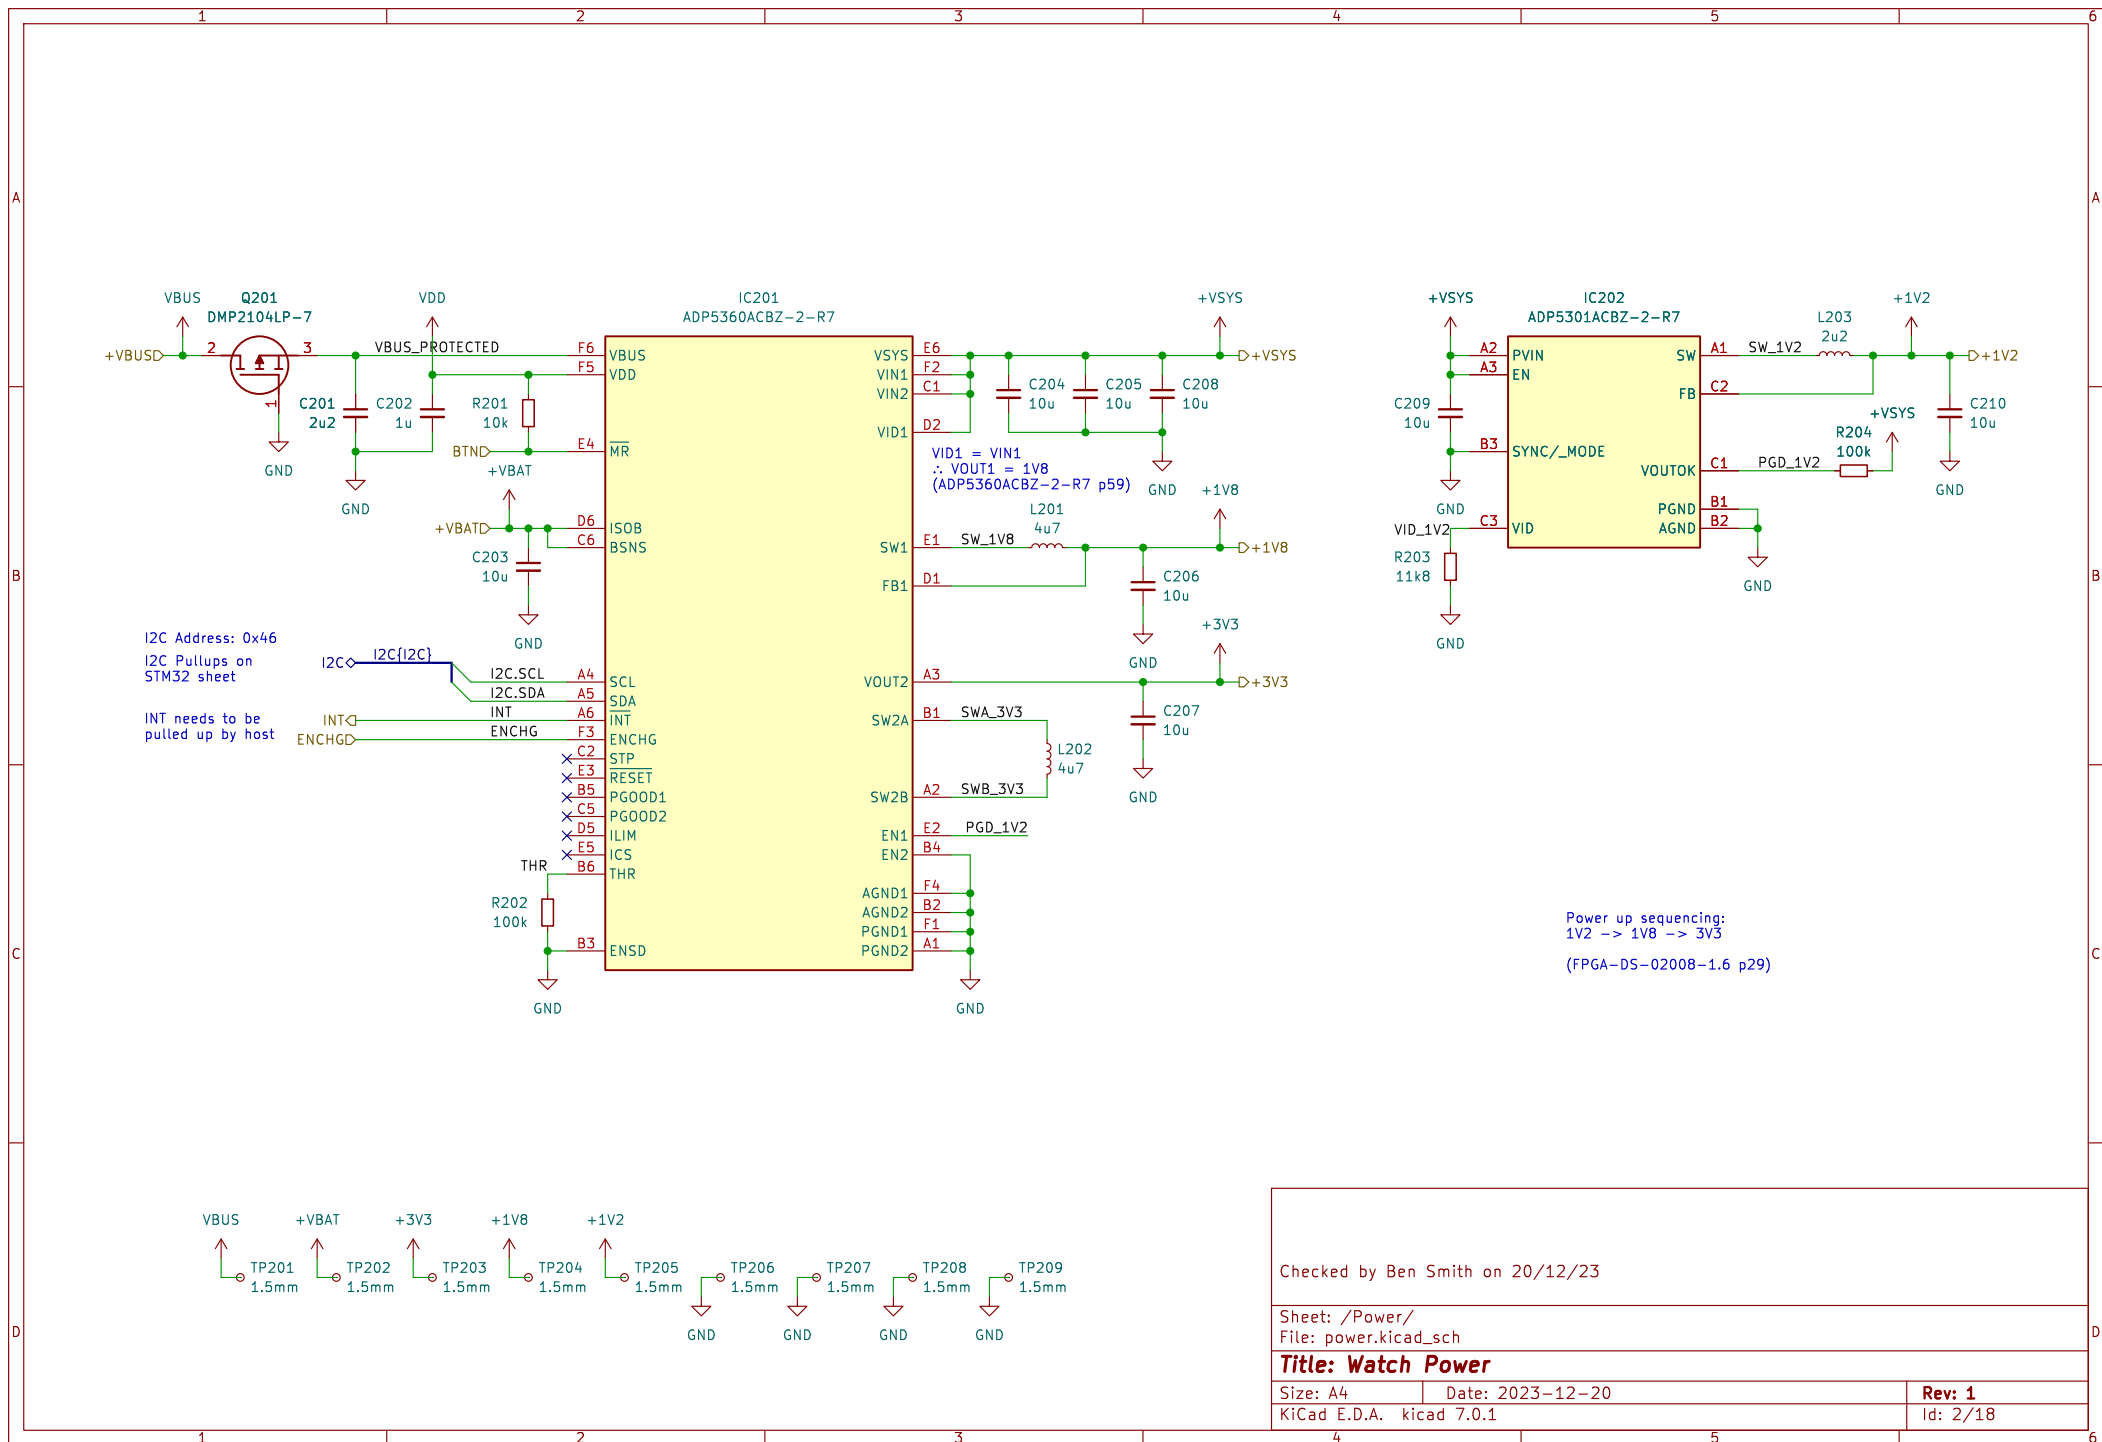 1 2 3 4 5 6
A A
B B
C C
D D
1 2 3 4 5 6
VBUS
+VBUS
Q201
DMP2104LP-7
2
3
1
GND
VDD
VBUS_PROTECTED
C201
2u2
C202
1u
GND
R201
10k
BTN
+VBAT
+VBAT
C203
10u
GND
I2C Address: 0x46
I2C Pullups on
STM32 sheet
INT needs to be
pulled up by host
I2C
I2C{I2C}
I2C.SCL
I2C.SDA
INT
INT
ENCHG
ENCHG
THR
R202
100k
GND
IC201
ADP5360ACBZ-2-R7
F6 VBUS
F5 VDD
E4 MR
D6 ISOB
C6 BSNS
A4 SCL
A5 SDA
A6 INT
F3 ENCHG
C2 STP
E3 RESET
B5 PGOOD1
C5 PGOOD2
D5 ILIM
E5 ICS
B6 THR
B3 ENSD
VSYS E6
VIN1 F2
VIN2 C1
VID1 D2
SW1 E1
FB1 D1
VOUT2 A3
SW2A B1
SW2B A2
EN1 E2
EN2 B4
AGND1 F4
AGND2 B2
PGND1 F1
PGND2 A1
+VSYS
+VSYS
C204
10u
C205
10u
C208
10u
GND
VID1 = VIN1
∴ VOUT1 = 1V8
(ADP5360ACBZ-2-R7 p59)
+1V8
L201
4u7
SW_1V8
+1V8
C206
10u
GND
+3V3
+3V3
C207
10u
GND
SWA_3V3
L202
4u7
SWB_3V3
PGD_1V2
GND
+VSYS
C209
10u
GND
VID_1V2
R203
11k8
GND
IC202
ADP5301ACBZ-2-R7
A2 PVIN
A3 EN
B3 SYNC/_MODE
C3 VID
SW A1
FB C2
VOUTOK C1
PGND B1
AGND B2
SW_1V2
L203
2u2
+1V2
+1V2
+VSYS
R204
100k
PGD_1V2
C210
10u
GND
GND
Power up sequencing:
1V2 -> 1V8 -> 3V3
(FPGA-DS-02008-1.6 p29)
VBUS
TP201
1.5mm
+VBAT
TP202
1.5mm
+3V3
TP203
1.5mm
+1V8
TP204
1.5mm
+1V2
TP205
1.5mm
TP206
1.5mm
GND
TP207
1.5mm
GND
TP208
1.5mm
GND
TP209
1.5mm
GND
Checked by Ben Smith on 20/12/23
Sheet: /Power/
File: power.kicad_sch
Title: Watch Power
Size: A4 Date: 2023-12-20 Rev: 1
KiCad E.D.A. kicad 7.0.1 Id: 2/18